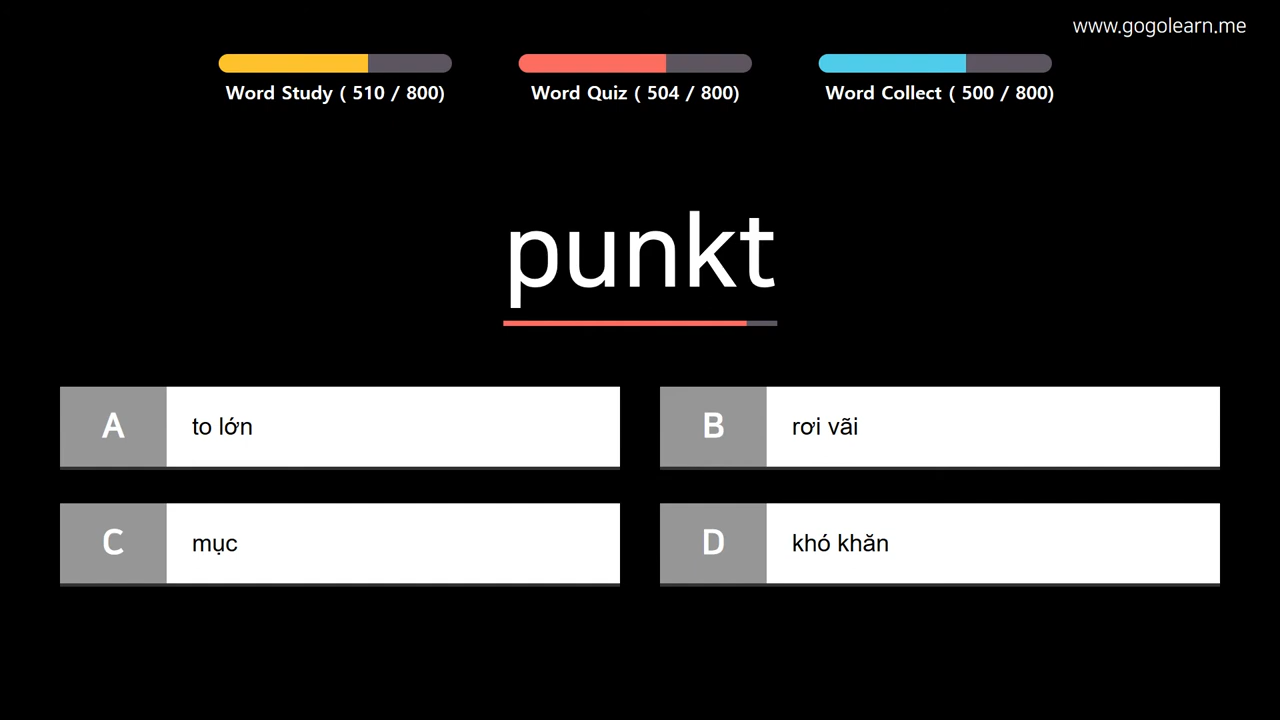 www.gogolearn.me
Word Study ( 510 / 800)
Word Quiz ( 504 / 800)
Word Collect ( 500 / 800)
punkt
A
to lớn
B
rơi vãi
C
mục
D
khó khăn